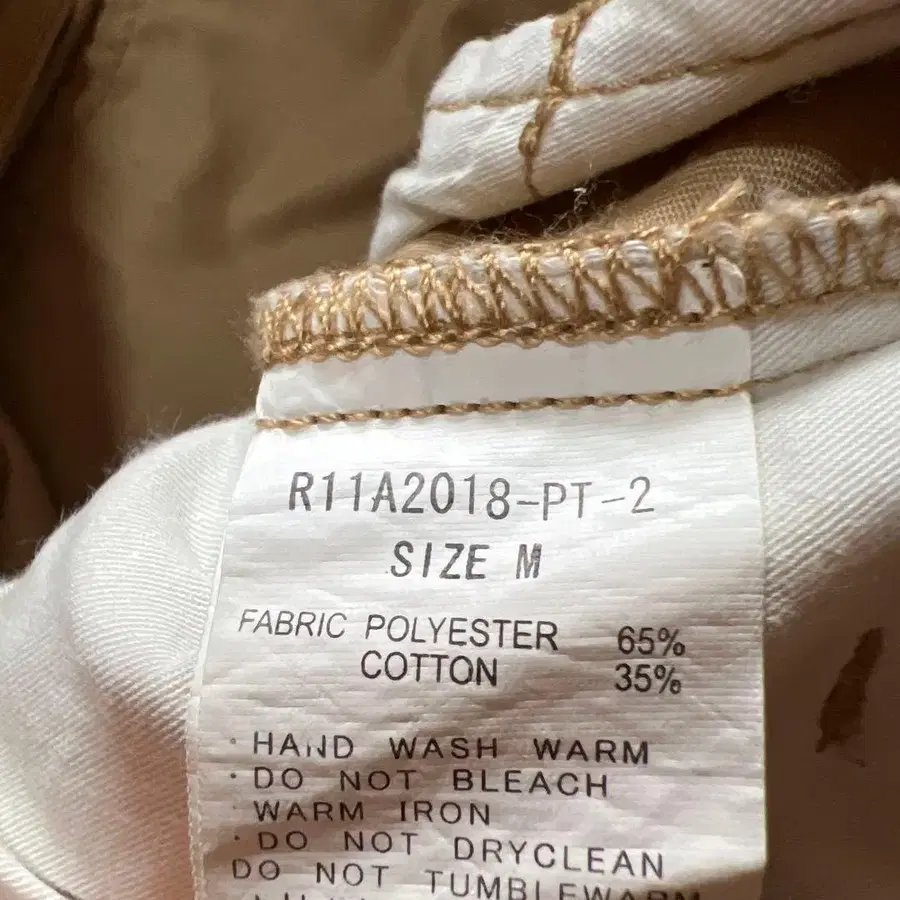 R11A2018-PT-2
SIZE M
FABRIC POLYESTER 65%
COTTON 35%
· HAND WASH WARM
· DO NOT BLEACH
WARM IRON
· DO NOT DRYCLEAN
DO NOT TUMBLEWARM